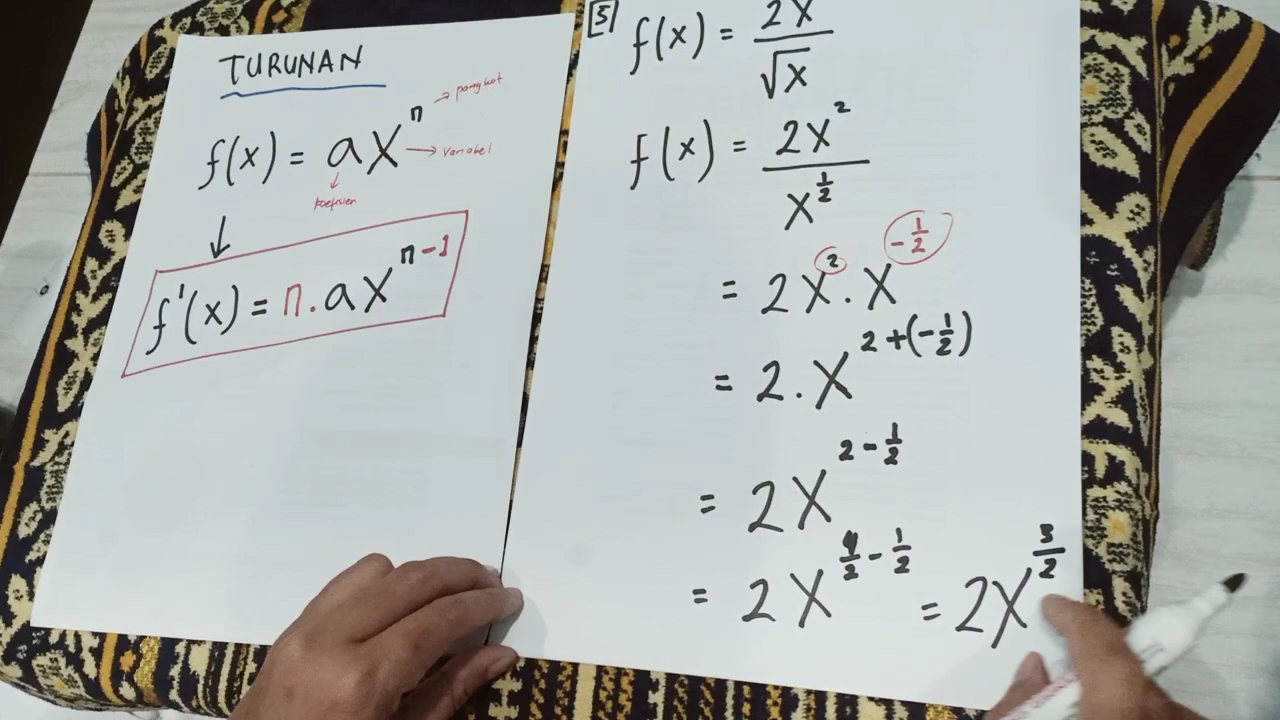 TURUNAN
f(x) = ax^n → pangkat
→ Variabel
↓ koefisien
↓
f'(x) = n.ax^(n-1)
[5] f(x) = 2x / √x
f(x) = 2x^2 / x^(1/2)
= 2x^2 . x^(-1/2)
= 2.x^(2+(-1/2))
= 2x^(2-1/2)
= 2x^(4/2-1/2) = 2x^(3/2)